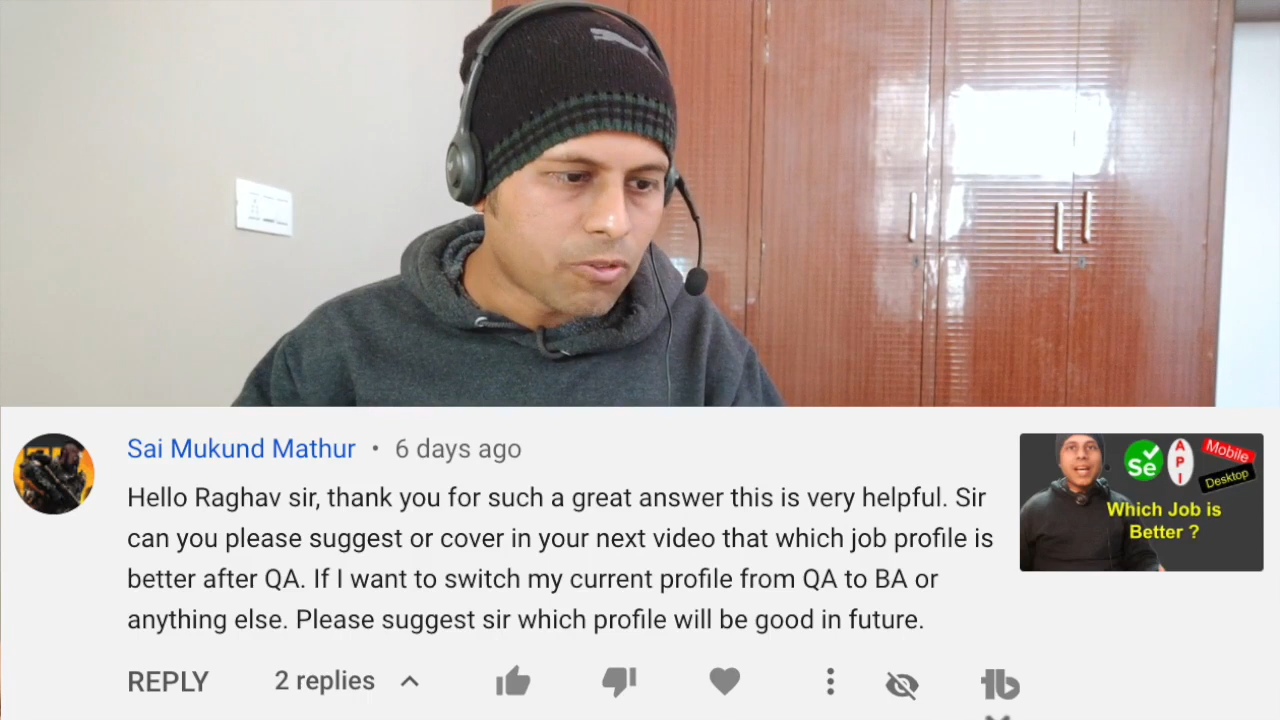 Sai Mukund Mathur • 6 days ago
Hello Raghav sir, thank you for such a great answer this is very helpful. Sir
can you please suggest or cover in your next video that which job profile is
better after QA. If I want to switch my current profile from QA to BA or
anything else. Please suggest sir which profile will be good in future.
REPLY 2 replies
Se
API
Mobile
Desktop
Which Job is
Better ?